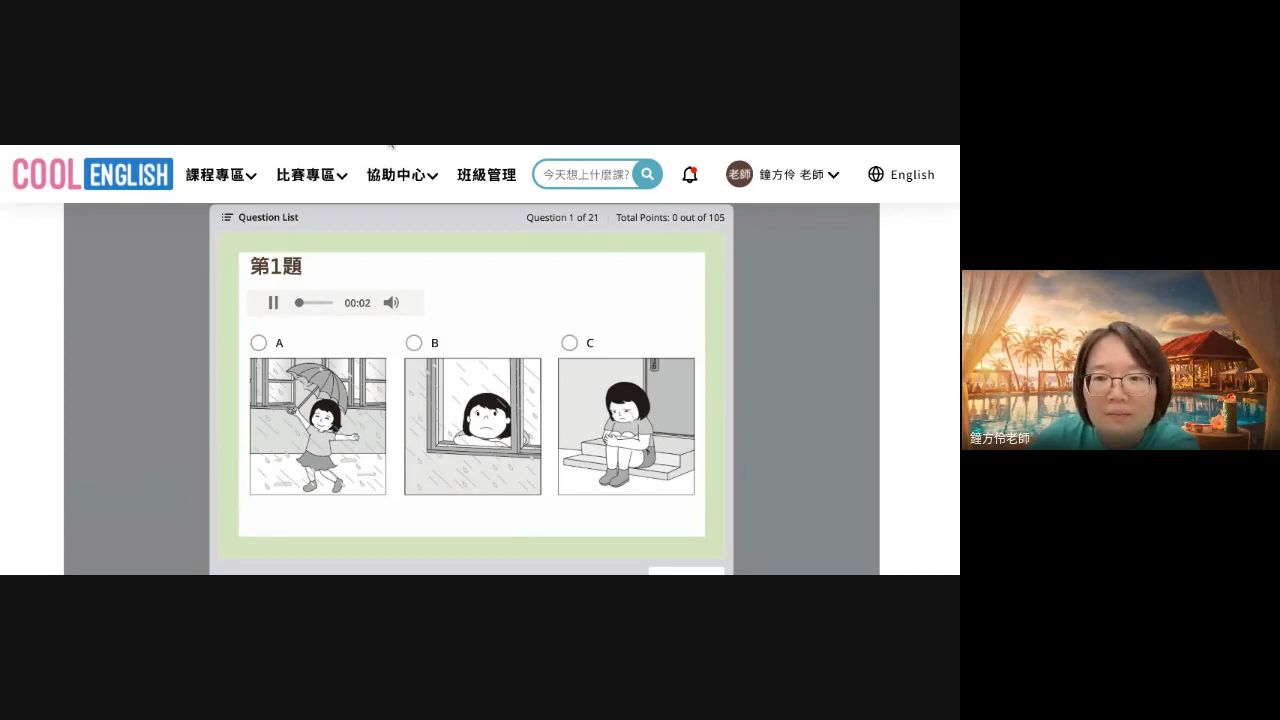 COOL ENGLISH 課程專區 比賽專區 協助中心 班級管理 今天想上什麼課? 老師 鐘方伶 老師 English
Question List Question 1 of 21 Total Points: 0 out of 105
第1題
00:02
A B C
鐘方伶老師